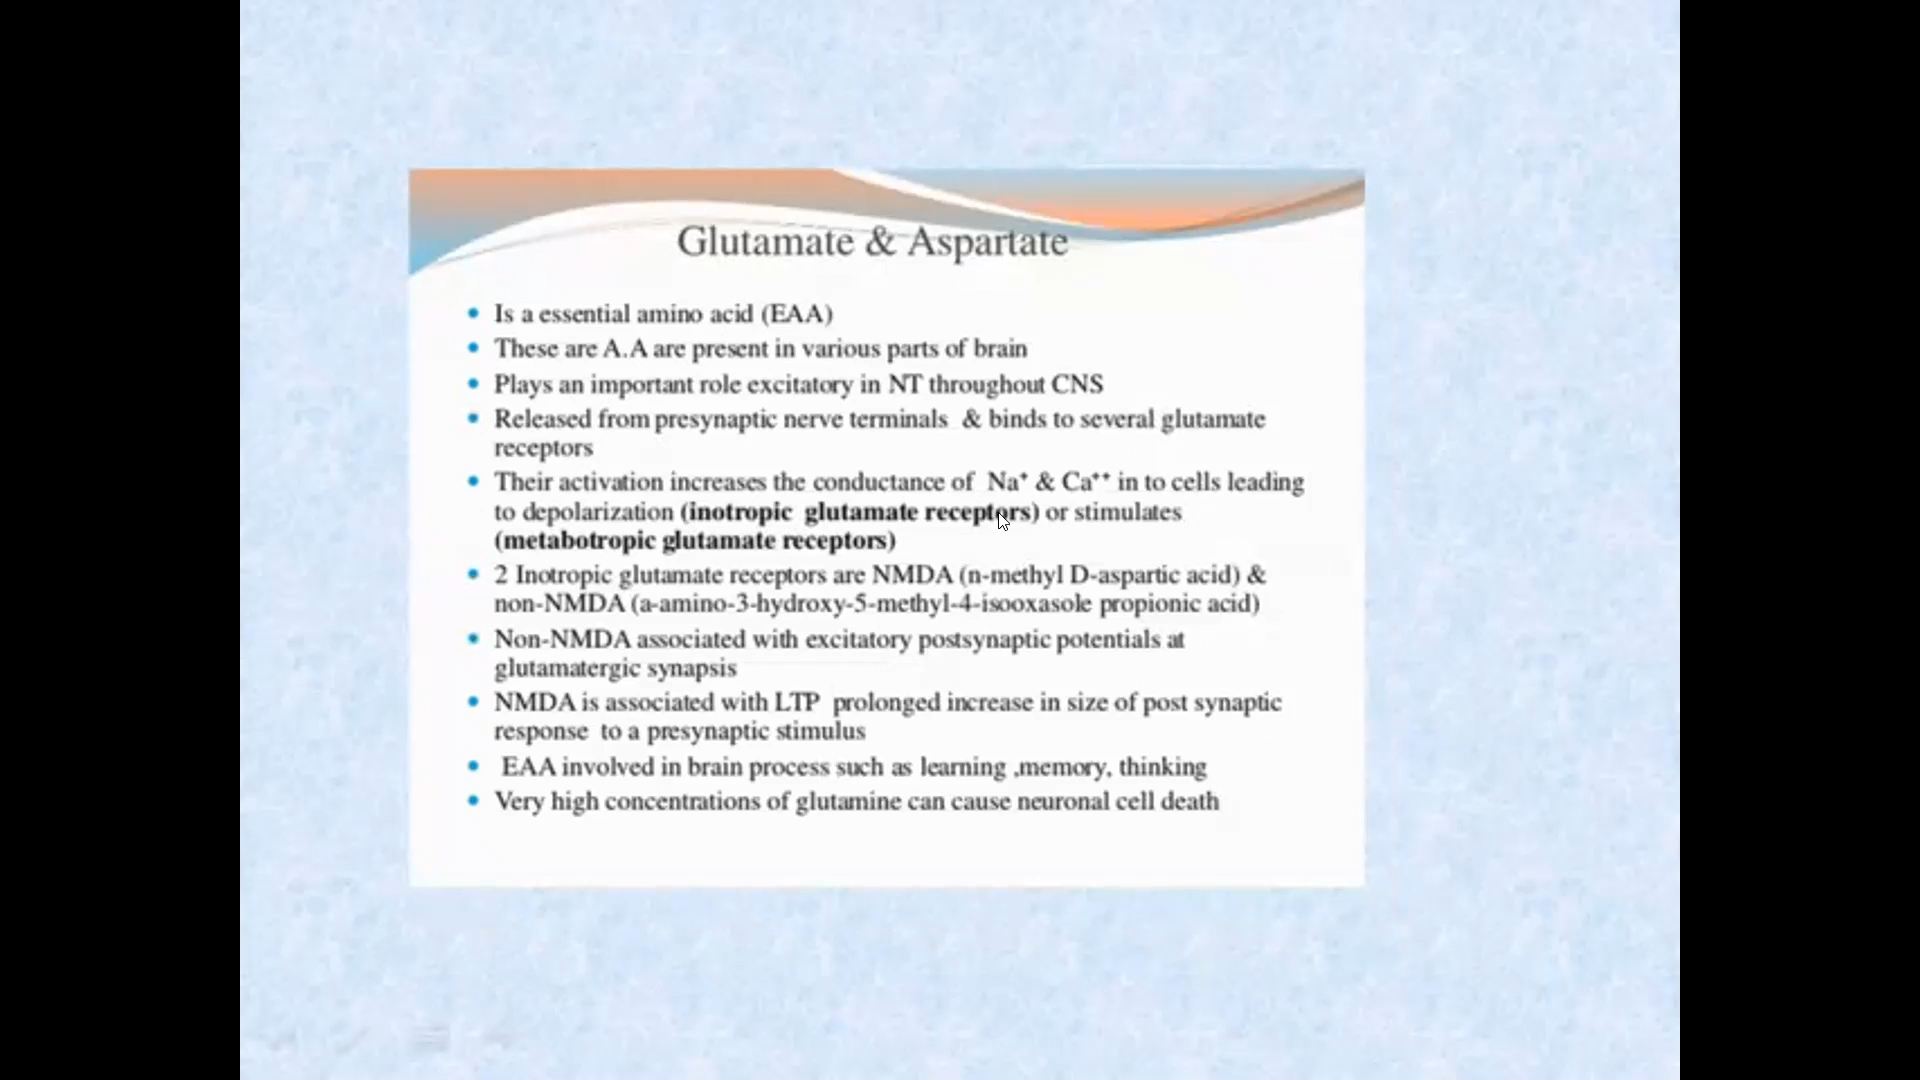 Glutamate & Aspartate
• Is a essential amino acid (EAA)
• These are A.A are present in various parts of brain
• Plays an important role excitatory in NT throughout CNS
• Released from presynaptic nerve terminals & binds to several glutamate
receptors
• Their activation increases the conductance of Na⁺ & Ca⁺⁺ in to cells leading
to depolarization (inotropic glutamate receptors) or stimulates
(metabotropic glutamate receptors)
• 2 Inotropic glutamate receptors are NMDA (n-methyl D-aspartic acid) &
non-NMDA (a-amino-3-hydroxy-5-methyl-4-isooxasole propionic acid)
• Non-NMDA associated with excitatory postsynaptic potentials at
glutamatergic synapsis
• NMDA is associated with LTP prolonged increase in size of post synaptic
response to a presynaptic stimulus
• EAA involved in brain process such as learning ,memory, thinking
• Very high concentrations of glutamine can cause neuronal cell death